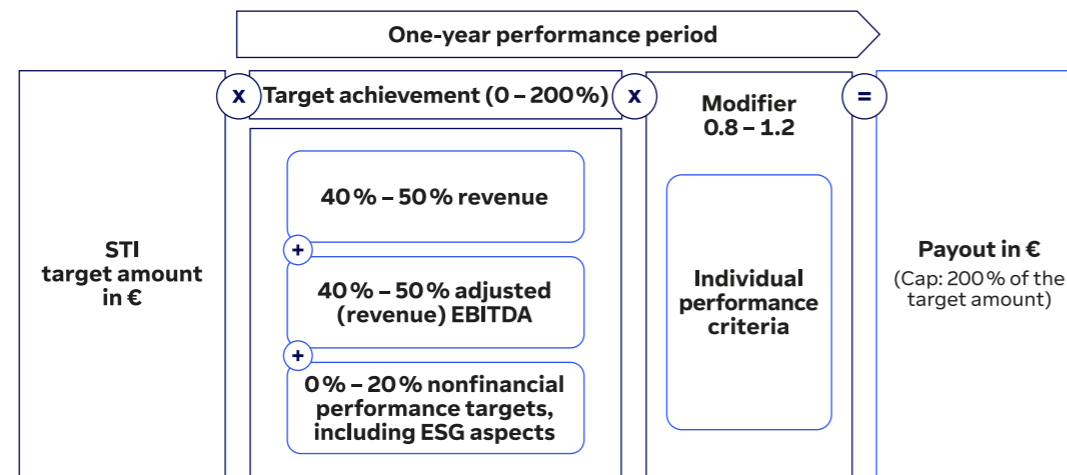 One-year performance period
STI
target amount
in €
x
Target achievement (0 – 200 %)
40 % – 50 % revenue
+
40 % – 50 % adjusted
(revenue) EBITDA
+
0 % – 20 % nonfinancial
performance targets,
including ESG aspects
x
Modifier
0.8 – 1.2
Individual
performance
criteria
=
Payout in €
(Cap: 200 % of the
target amount)